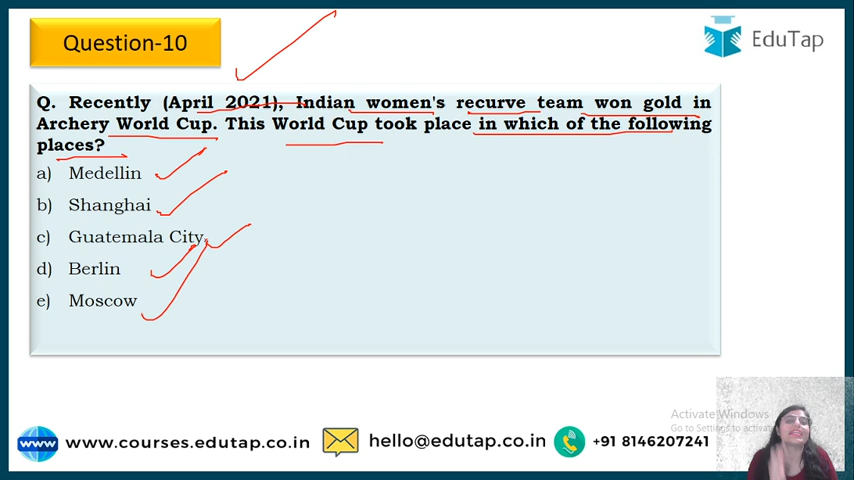 Question-10
EduTap
Q. Recently (April 2021), Indian women's recurve team won gold in
Archery World Cup. This World Cup took place in which of the following
places?
a) Medellin
b) Shanghai
c) Guatemala City
d) Berlin
e) Moscow
Activate Windows
Go to Settings to activate
www
www.courses.edutap.co.in
hello@edutap.co.in
+91 8146207241